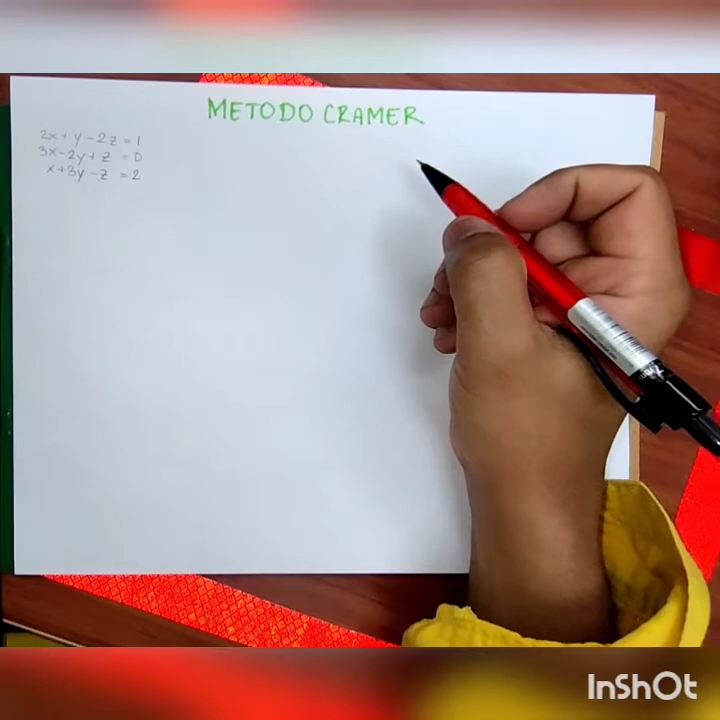 METODO CRAMER
2x+y-2z=1
3x-2y+z=0
x+3y-z=2
InShOt